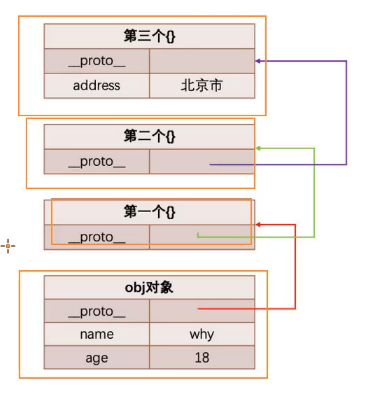 第三个{}
__proto__
address 北京市
第二个{}
__proto__
第一个{}
__proto__
obj对象
__proto__
name why
age 18